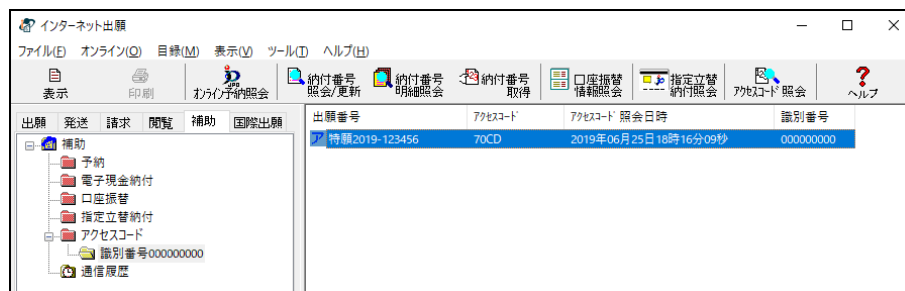 インターネット出願
ファイル(F) オンライン(O) 目録(M) 表示(V) ツール(T) ヘルプ(H)
表示 印刷 オンライン予納照会 納付番号照会/更新 納付番号明細照会 納付番号取得 口座振替情報照会 指定立替納付照会 アクセスコード照会 ヘルプ
出願 発送 請求 閲覧 補助 国際出願
出願番号 アクセスコード アクセスコード照会日時 識別番号
ア 特願2019-123456 70CD 2019年06月25日18時16分09秒 000000000
補助
予納
電子現金納付
口座振替
指定立替納付
アクセスコード
識別番号000000000
通信履歴